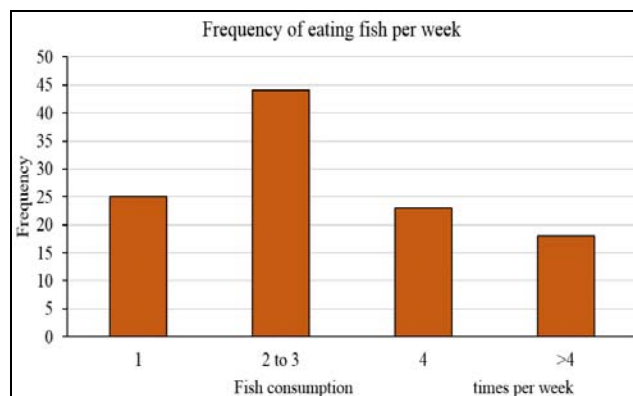 Frequency of eating fish per week
Frequency
50
45
40
35
30
25
20
15
10
5
0
1 2 to 3 4 >4
Fish consumption times per week